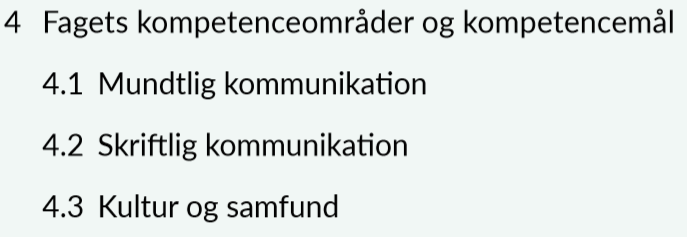 4 Fagets kompetenceområder og kompetencemål
4.1 Mundtlig kommunikation
4.2 Skriftlig kommunikation
4.3 Kultur og samfund